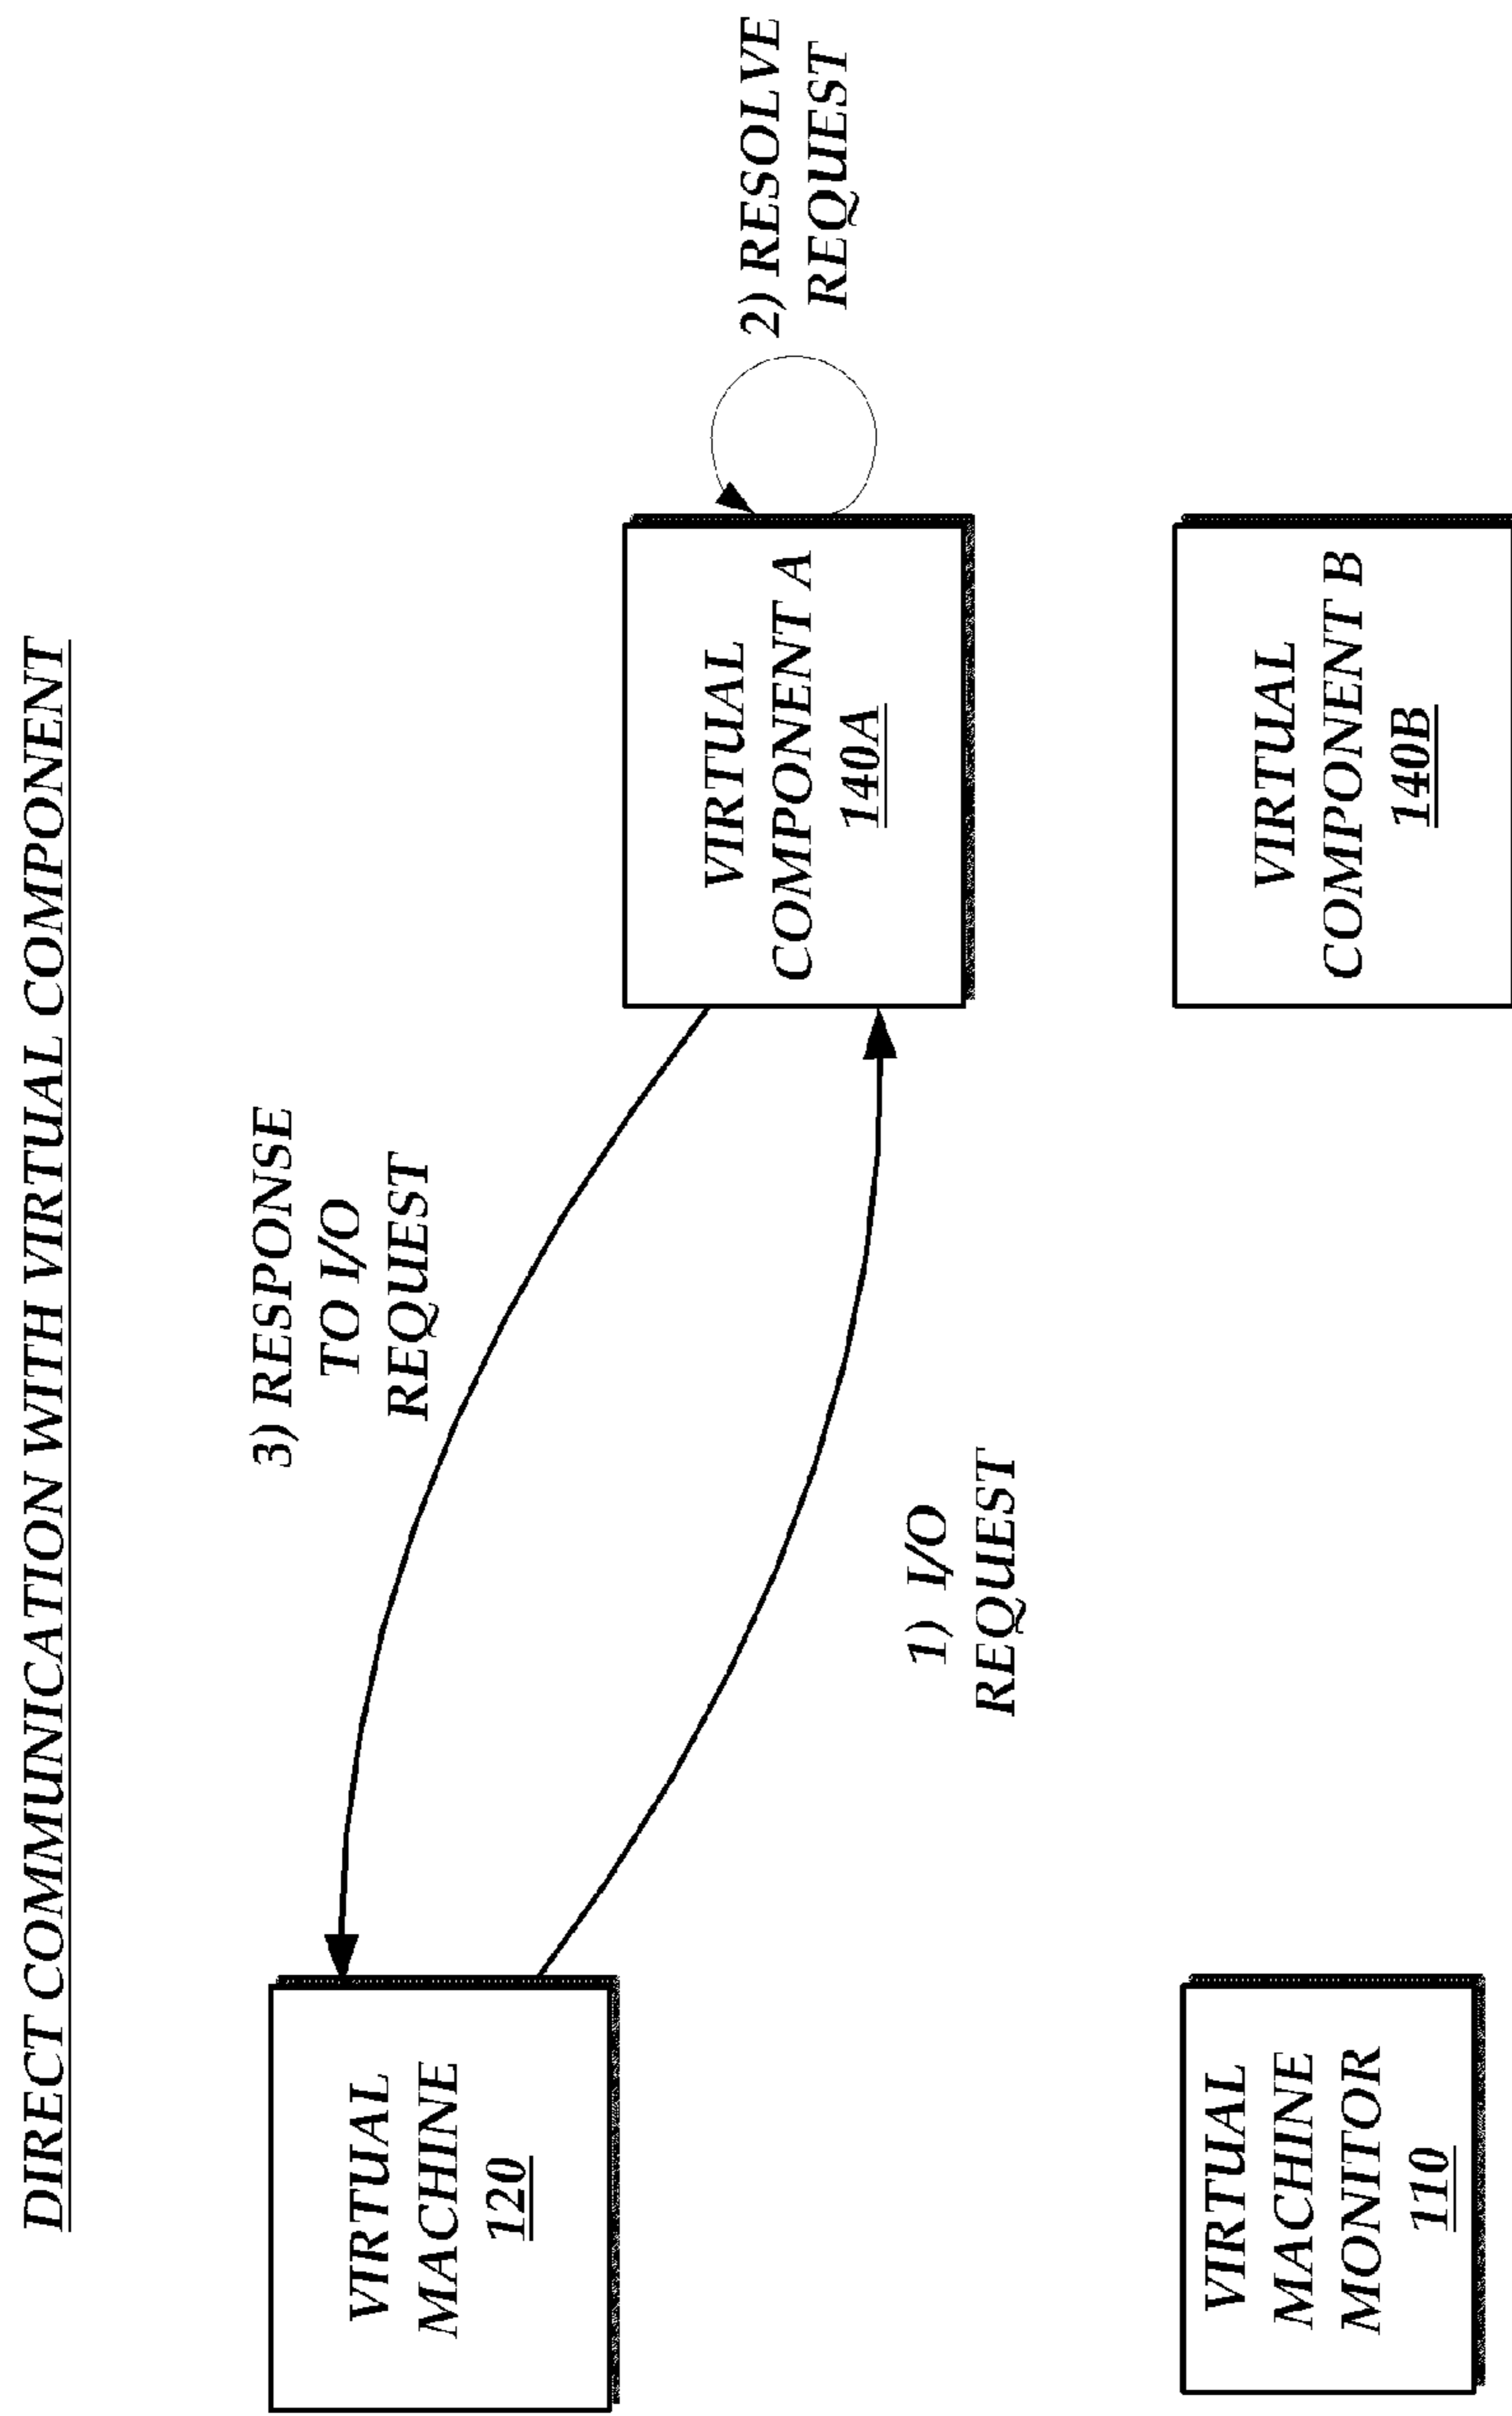 DIRECT COMMUNICATION WITH VIRTUAL COMPONENT
3) RESPONSE
TO I/O
REQUEST
VIRTUAL
MACHINE
120
2) RESOLVE
REQUEST
VIRTUAL
COMPONENT A
140A
1) I/O
REQUEST
VIRTUAL
MACHINE
MONITOR
110
VIRTUAL
COMPONENT B
140B